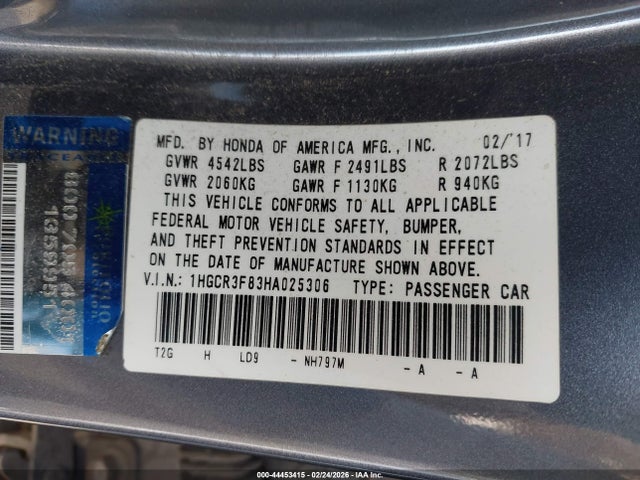 MFD. BY HONDA OF AMERICA MFG., INC. 02/'17
GVWR 4542LBS GAWR F 2491LBS R 2072LBS
GVWR 2060KG GAWR F 1130KG R 940KG
THIS VEHICLE CONFORMS TO ALL APPLICABLE
FEDERAL MOTOR VEHICLE SAFETY, BUMPER,
AND THEFT PREVENTION STANDARDS IN EFFECT
ON THE DATE OF MANUFACTURE SHOWN ABOVE.
V.I.N.: 1HGCR3F83HA025306 TYPE: PASSENGER CAR
T2G H LD9 - NH797M - A - A
WARNING
000-44453415 - 02/24/2026 - IAA Inc.